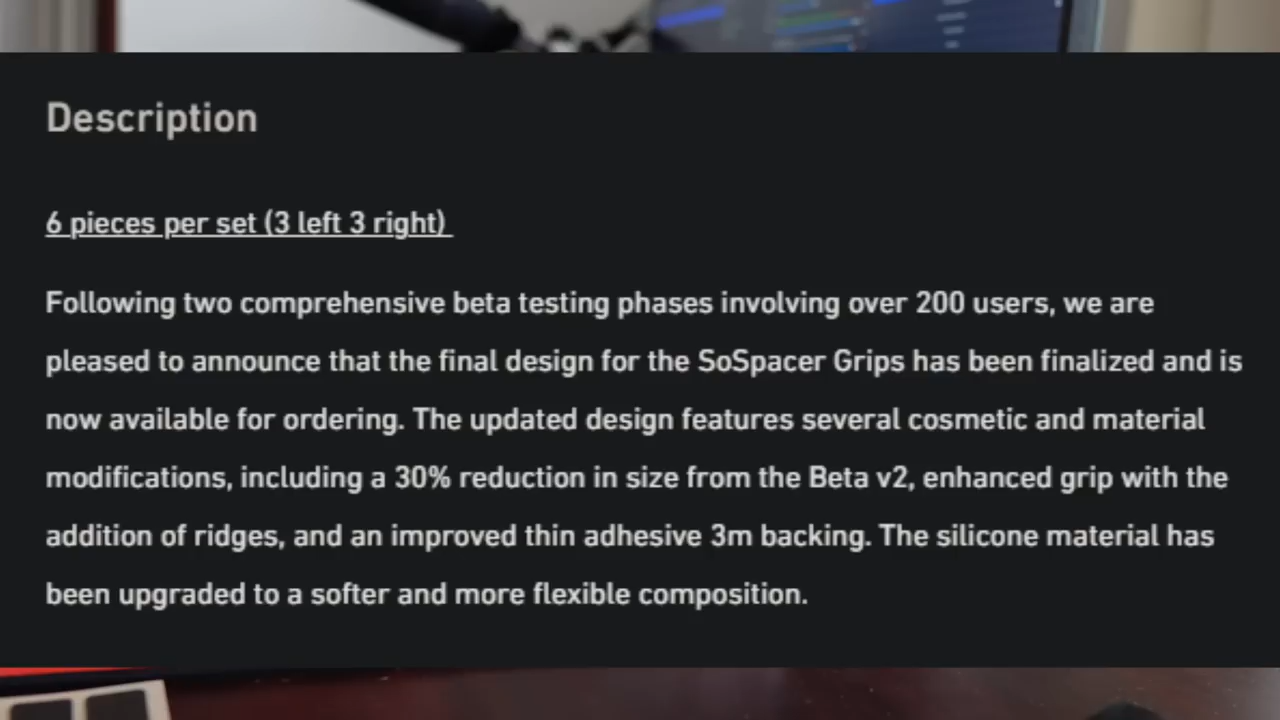 Description
6 pieces per set (3 left 3 right)
Following two comprehensive beta testing phases involving over 200 users, we are
pleased to announce that the final design for the SoSpacer Grips has been finalized and is
now available for ordering. The updated design features several cosmetic and material
modifications, including a 30% reduction in size from the Beta v2, enhanced grip with the
addition of ridges, and an improved thin adhesive 3m backing. The silicone material has
been upgraded to a softer and more flexible composition.